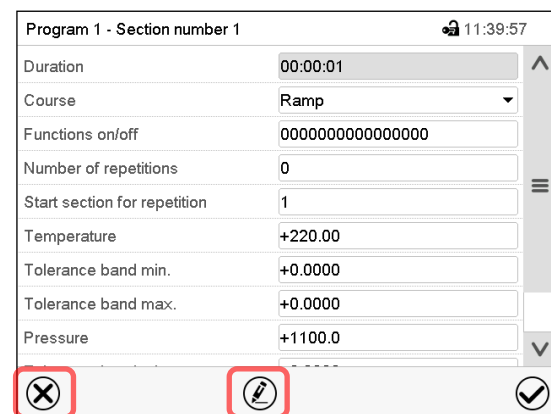 Program 1 - Section number 1 11:39:57
Duration 00:00:01
Course Ramp
Functions on/off 0000000000000000
Number of repetitions 0
Start section for repetition 1
Temperature +220.00
Tolerance band min. +0.0000
Tolerance band max. +0.0000
Pressure +1100.0